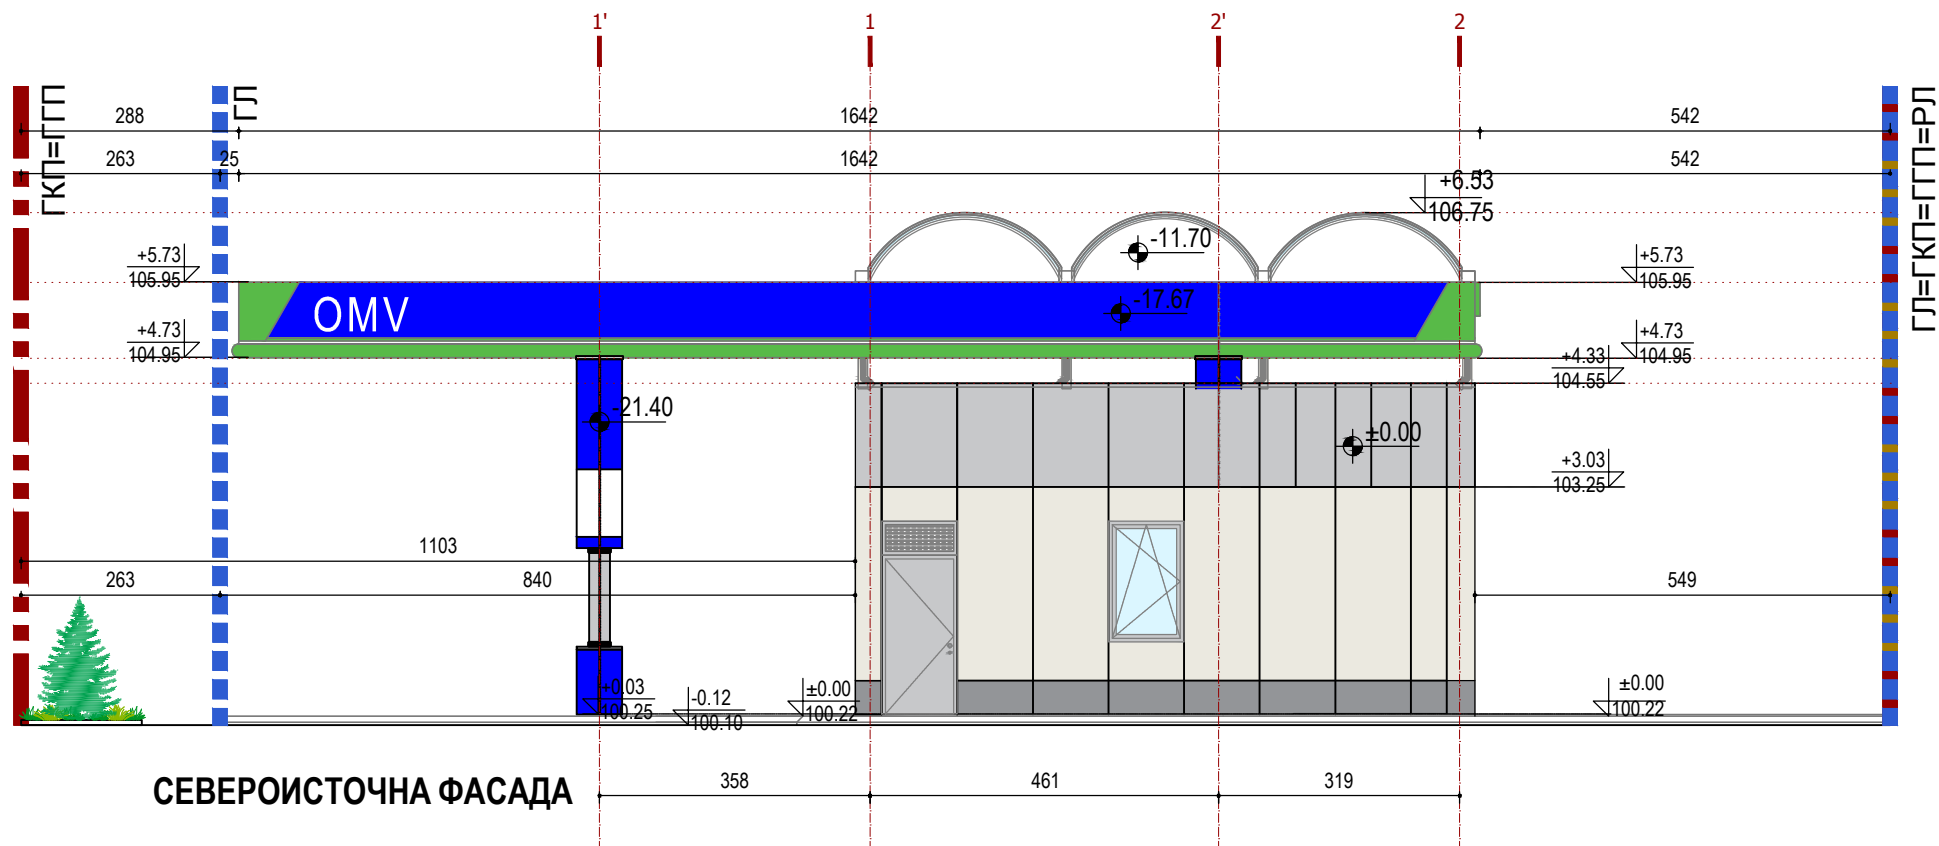 1' 1 2' 2
ГКП=ГГП
ГЛ
ГЛ=ГКП=ГГП=РЛ
288 1642 542
263 25 1642 542
+6.53
106.75
-11.70
+5.73
105.95
+5.73
105.95
OMV
-17.67
+4.73
104.95
+4.73
104.95
+4.33
104.55
-21.40
±0.00
+3.03
103.25
1103
263 840 549
+0.03
100.25
-0.12
100.10
±0.00
100.22
±0.00
100.22
СЕВЕРОИСТОЧНА ФАСАДА
358 461 319